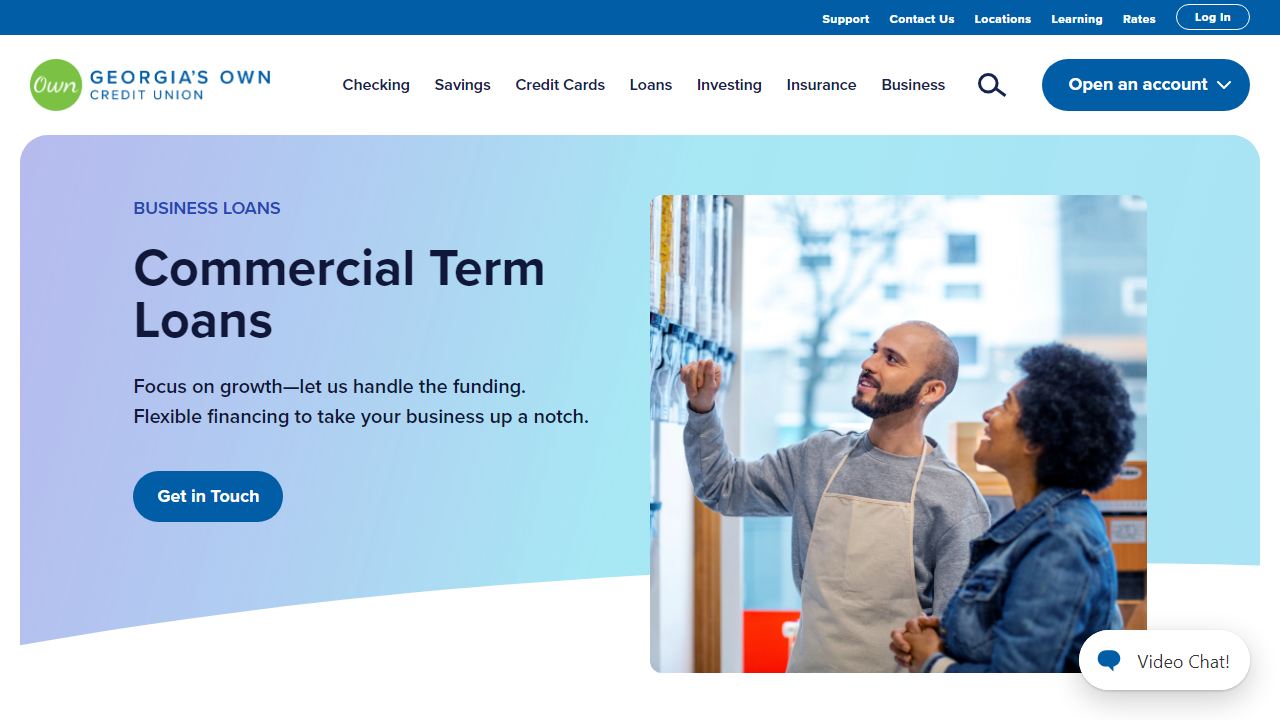 Support Contact Us Locations Learning Rates Log In
Own GEORGIA'S OWN
CREDIT UNION
Checking Savings Credit Cards Loans Investing Insurance Business Open an account
BUSINESS LOANS
Commercial Term
Loans
Focus on growth—let us handle the funding.
Flexible financing to take your business up a notch.
Get in Touch
Video Chat!